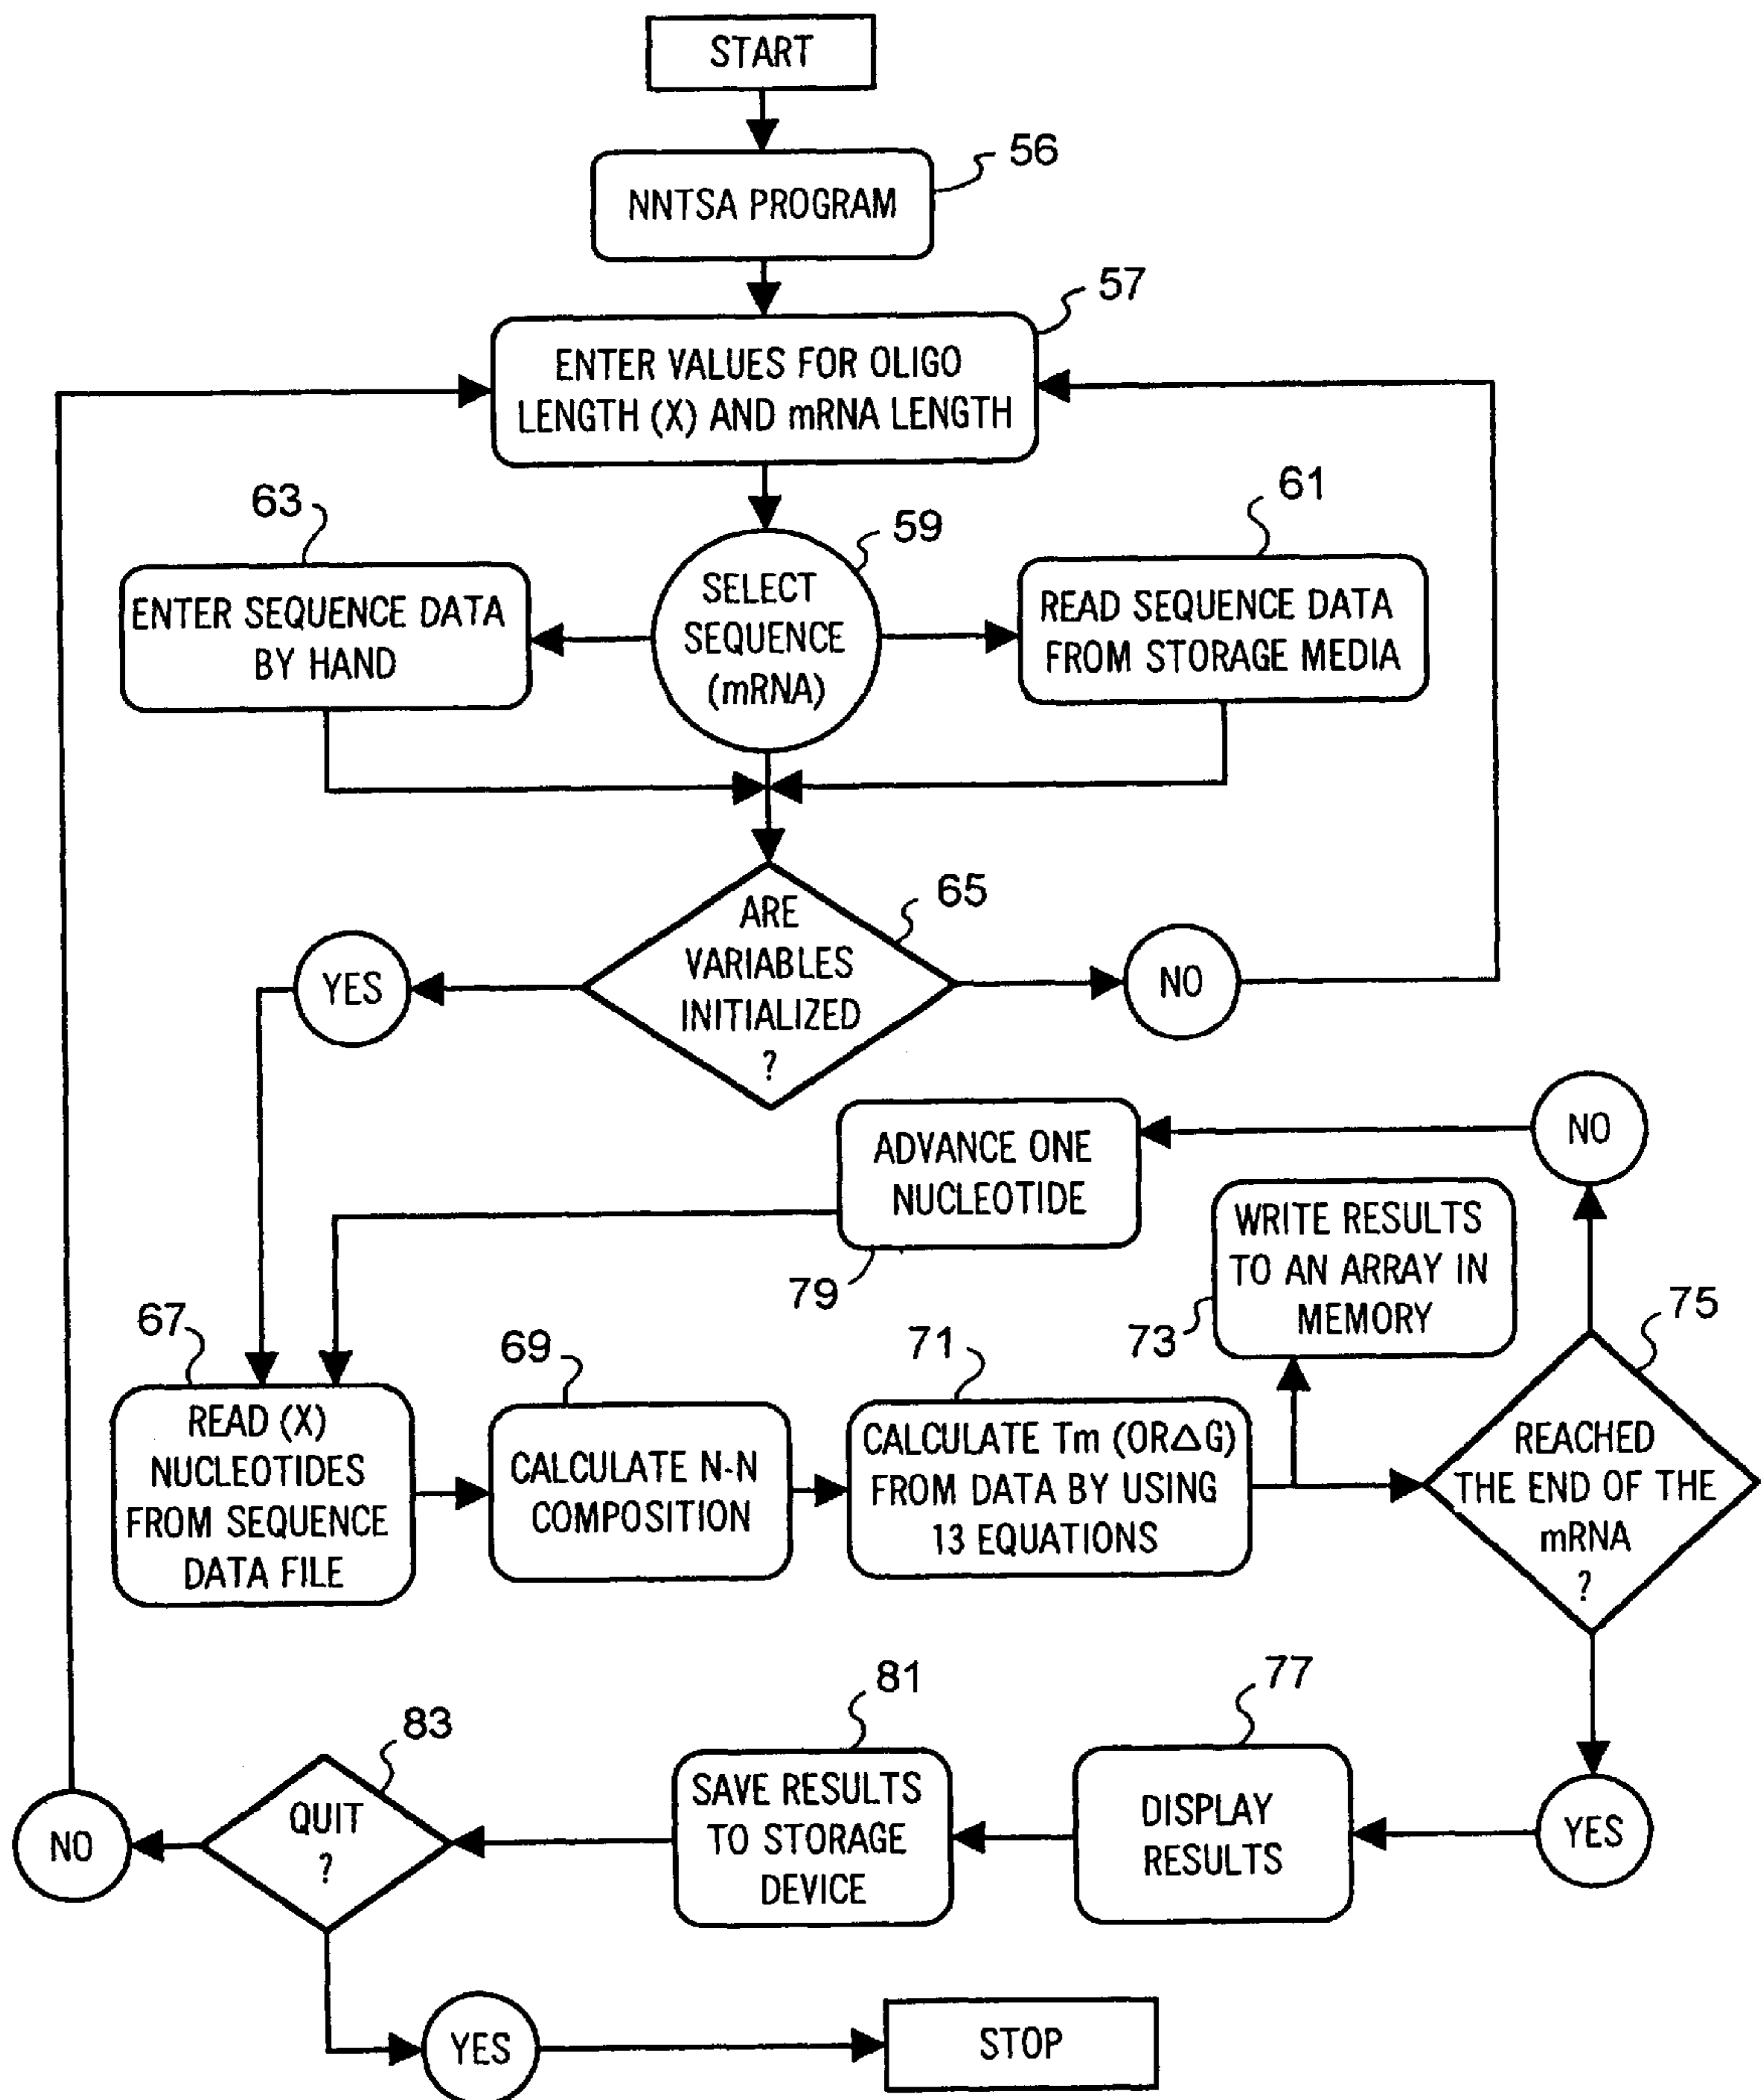 START
NNTSA PROGRAM
56
ENTER VALUES FOR OLIGO
LENGTH (X) AND mRNA LENGTH
57
SELECT
SEQUENCE
(mRNA)
59
ENTER SEQUENCE DATA
BY HAND
63
READ SEQUENCE DATA
FROM STORAGE MEDIA
61
ARE
VARIABLES
INITIALIZED
?
65
YES
NO
NO
ADVANCE ONE
NUCLEOTIDE
79
WRITE RESULTS
TO AN ARRAY IN
MEMORY
73
67
READ (X)
NUCLEOTIDES
FROM SEQUENCE
DATA FILE
69
CALCULATE N-N
COMPOSITION
71
CALCULATE Tm (OR△G)
FROM DATA BY USING
13 EQUATIONS
75
REACHED
THE END OF THE
mRNA
?
YES
77
DISPLAY
RESULTS
81
SAVE RESULTS
TO STORAGE
DEVICE
83
QUIT
?
NO
YES
STOP